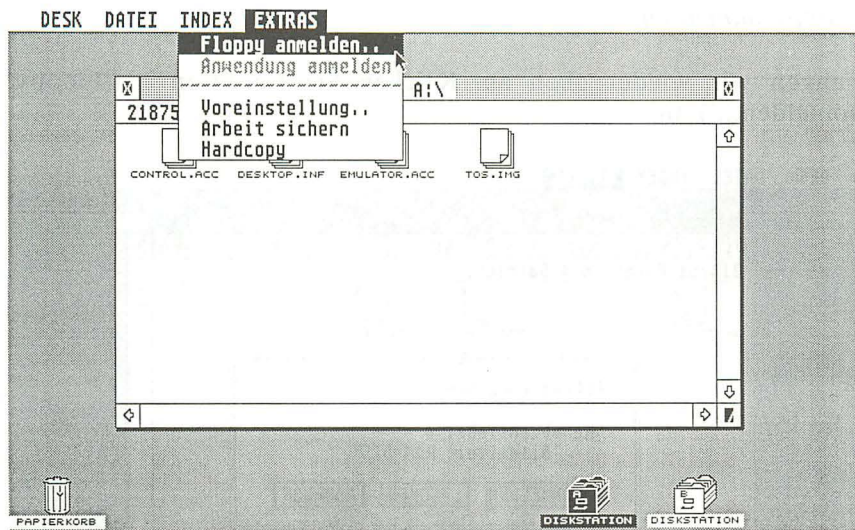 DESK DATEI INDEX EXTRAS
Floppy anmelden..
Anwendung anmelden
A:\
21875
Voreinstellung..
Arbeit sichern
Hardcopy
CONTROL.ACC DESKTOP.INF EMULATOR.ACC TOS.IMG
A B
PAPIERKORB DISKSTATION DISKSTATION